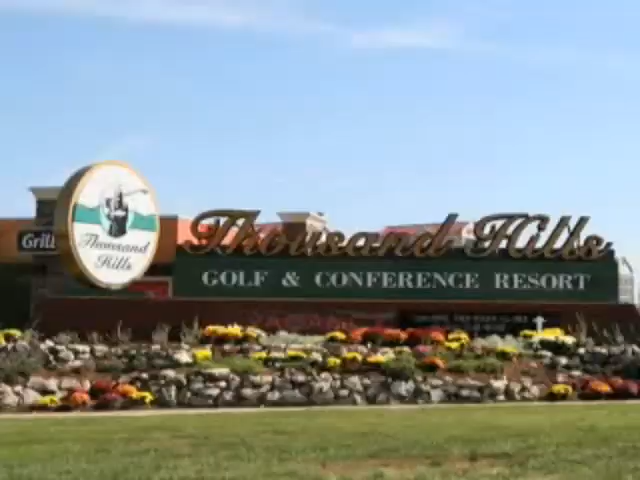 Thousand Hills
GOLF & CONFERENCE RESORT
Thousand
Hills
Grill